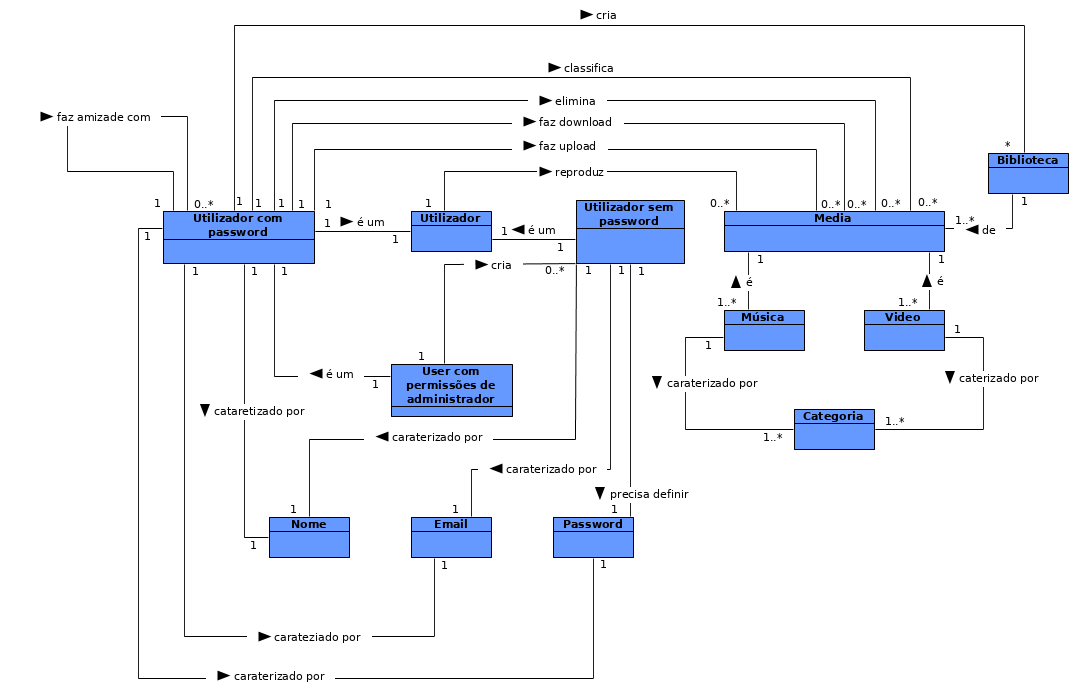 cria
classifica
elimina
faz amizade com
faz download
faz upload
*
Biblioteca
reproduz
1
0..*
1
1
1
1
1
1
0..*
0..*
0..*
0..*
0..*
1
Utilizador com
password
Utilizador
Utilizador sem
password
Media
1..*
1
1
é um
1
1
é um
1
de
1
1
1
cria
0..*
1
1
1
1
1
é
é
1..*
1..*
Música
Video
1
1
1
User com
permissões de
administrador
é um
1
caraterizado por
caterizado por
cataretizado por
Categoria
1..*
1..*
caraterizado por
caraterizado por
precisa definir
1
1
1
Nome
Email
Password
1
1
1
carateziado por
caraterizado por